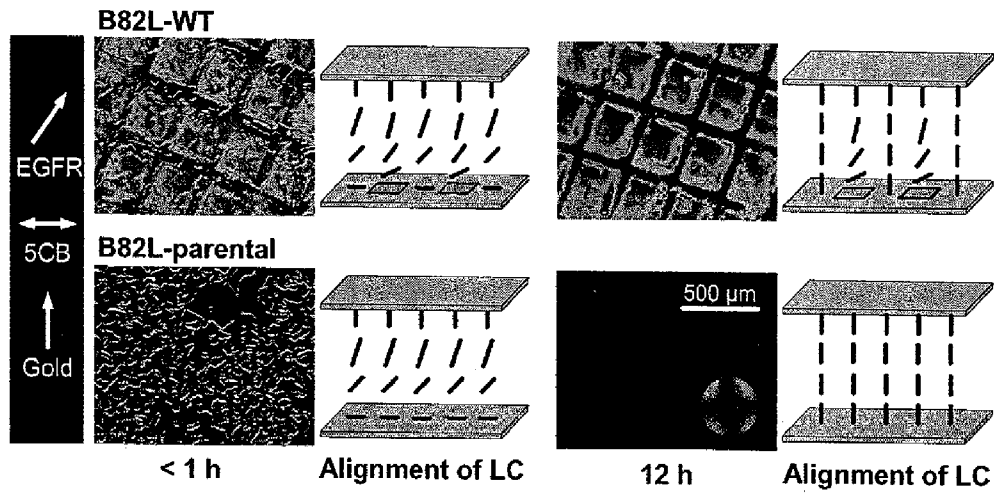 B82L-WT
EGFR
5CB
B82L-parental
500 µm
Gold
< 1 h
Alignment of LC
12 h
Alignment of LC